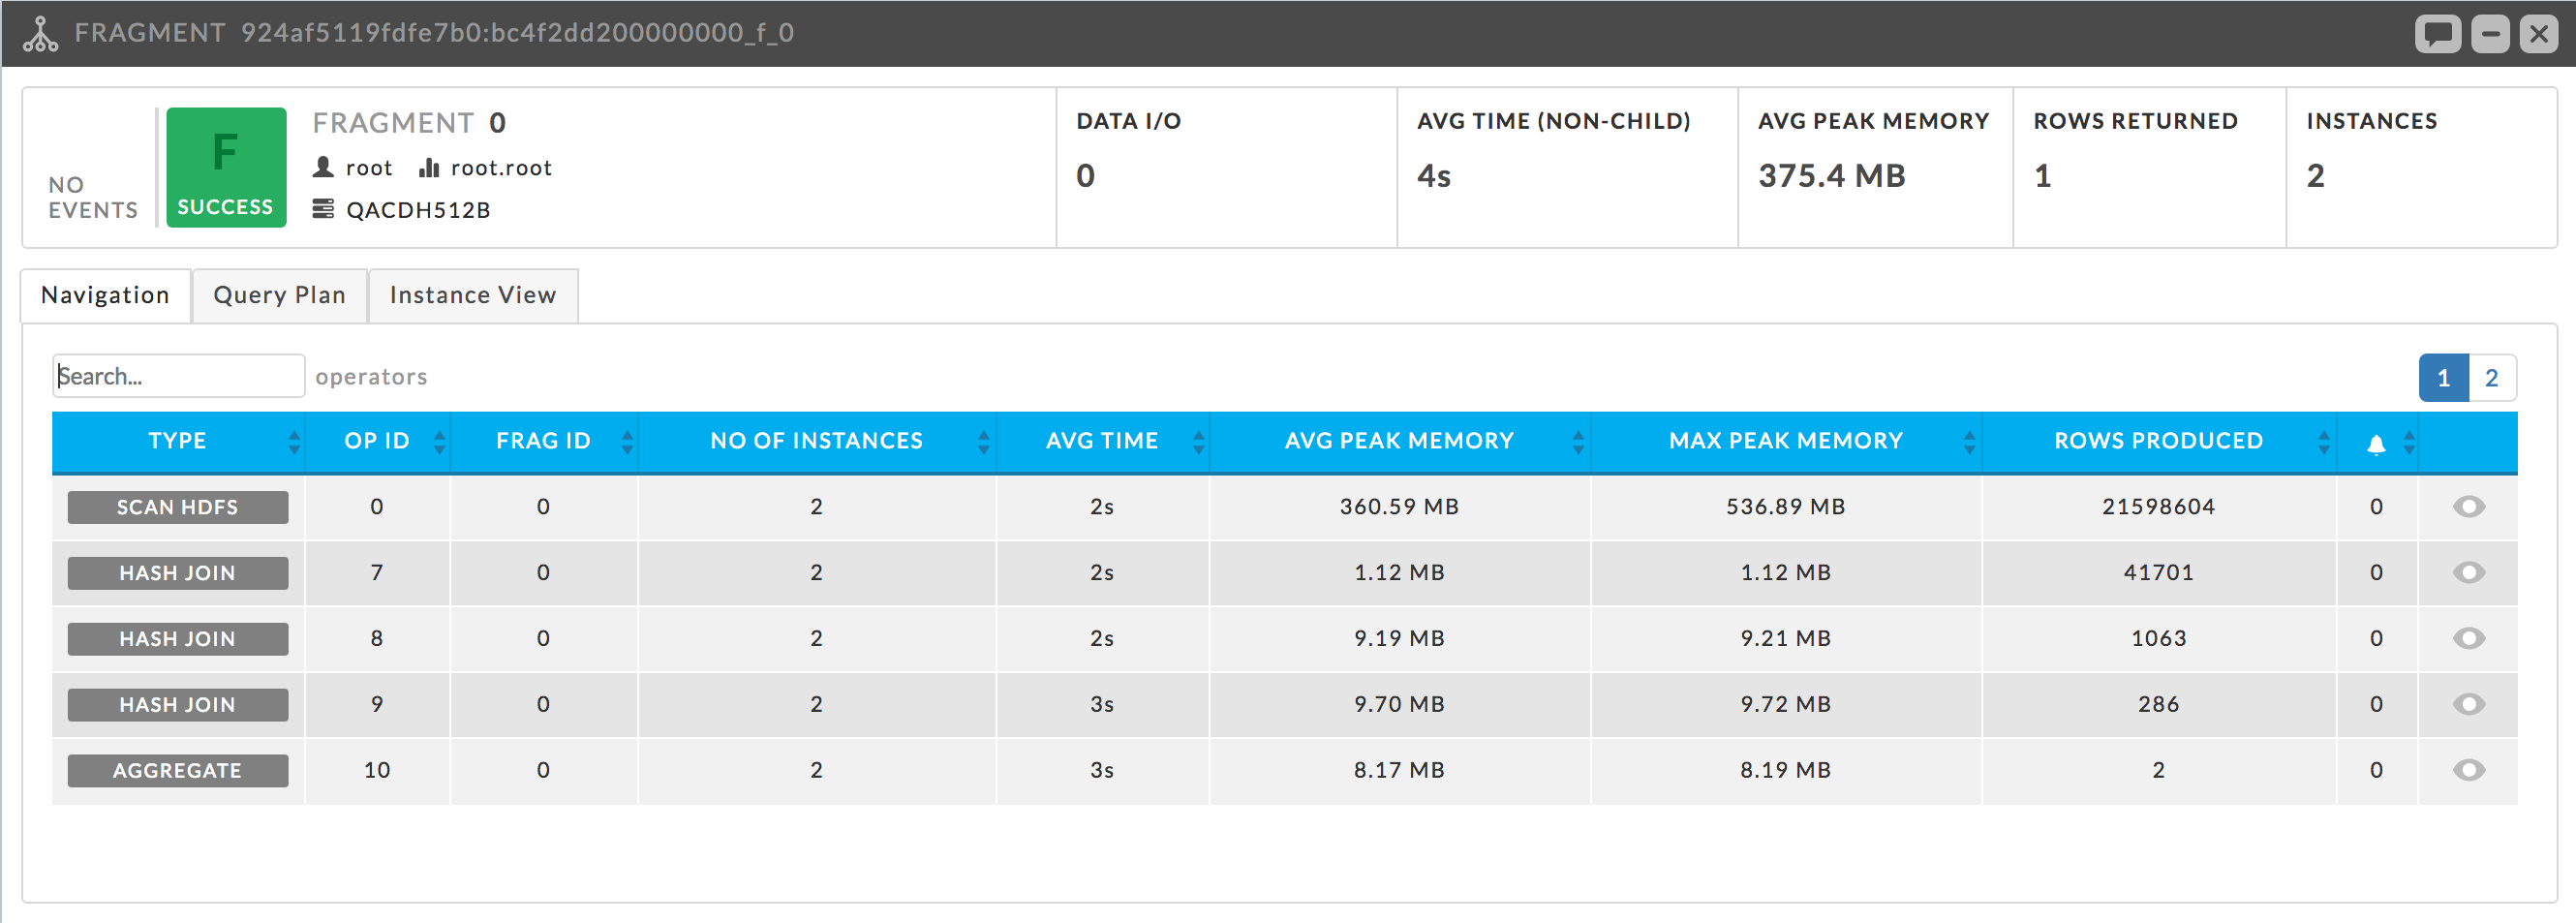 FRAGMENT 924af5119fdfe7b0:bc4f2dd200000000_f_0
NO EVENTS
F
SUCCESS
FRAGMENT 0
root root.root
QACDH512B
DATA I/O
0
AVG TIME (NON-CHILD)
4s
AVG PEAK MEMORY
375.4 MB
ROWS RETURNED
1
INSTANCES
2
Navigation Query Plan Instance View
Search... operators 1 2
TYPE OP ID FRAG ID NO OF INSTANCES AVG TIME AVG PEAK MEMORY MAX PEAK MEMORY ROWS PRODUCED
SCAN HDFS 0 0 2 2s 360.59 MB 536.89 MB 21598604 0
HASH JOIN 7 0 2 2s 1.12 MB 1.12 MB 41701 0
HASH JOIN 8 0 2 2s 9.19 MB 9.21 MB 1063 0
HASH JOIN 9 0 2 3s 9.70 MB 9.72 MB 286 0
AGGREGATE 10 0 2 3s 8.17 MB 8.19 MB 2 0